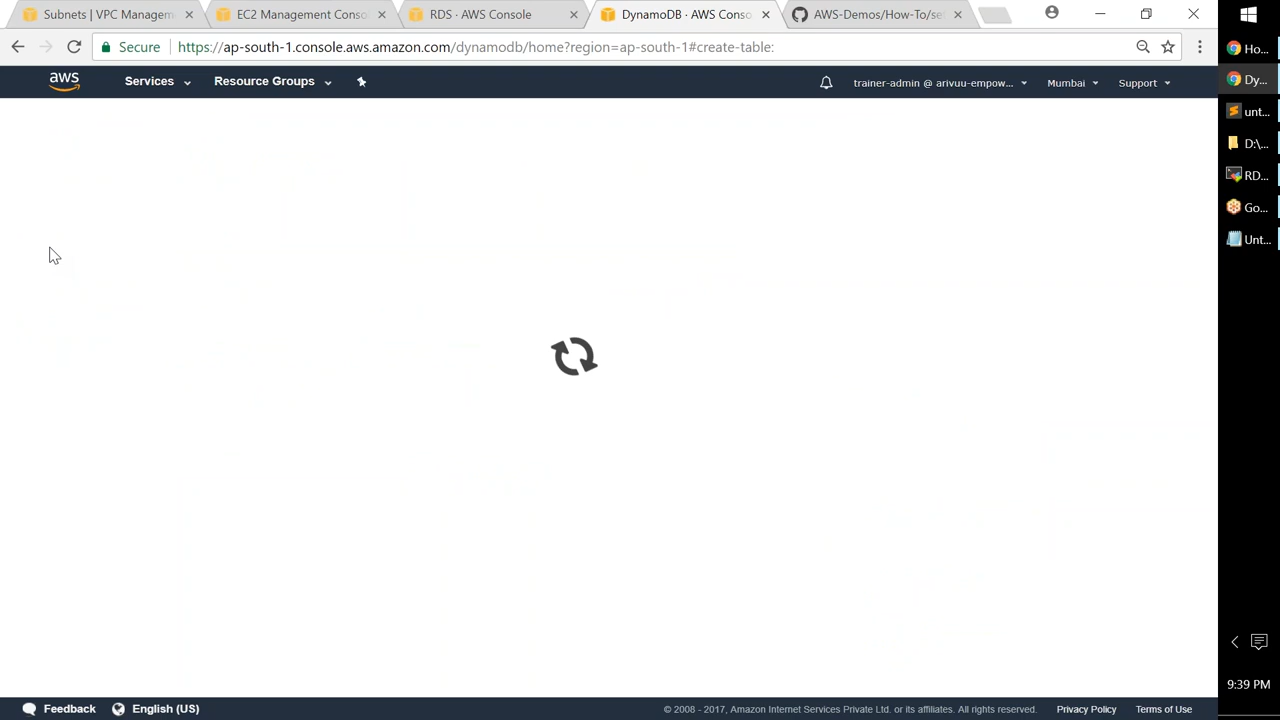 Subnets | VPC Managem
EC2 Management Conso
RDS · AWS Console
DynamoDB · AWS Conso
AWS-Demos/How-To/se
Secure
https://ap-south-1.console.aws.amazon.com/dynamodb/home?region=ap-south-1#create-table:
aws
Services
Resource Groups
trainer-admin @ arivuu-empow...
Mumbai
Support
Ho...
Dy...
unt...
D:\...
RD...
Go...
Unt...
9:39 PM
Feedback
English (US)
© 2008 - 2017, Amazon Internet Services Private Ltd. or its affiliates. All rights reserved.
Privacy Policy
Terms of Use